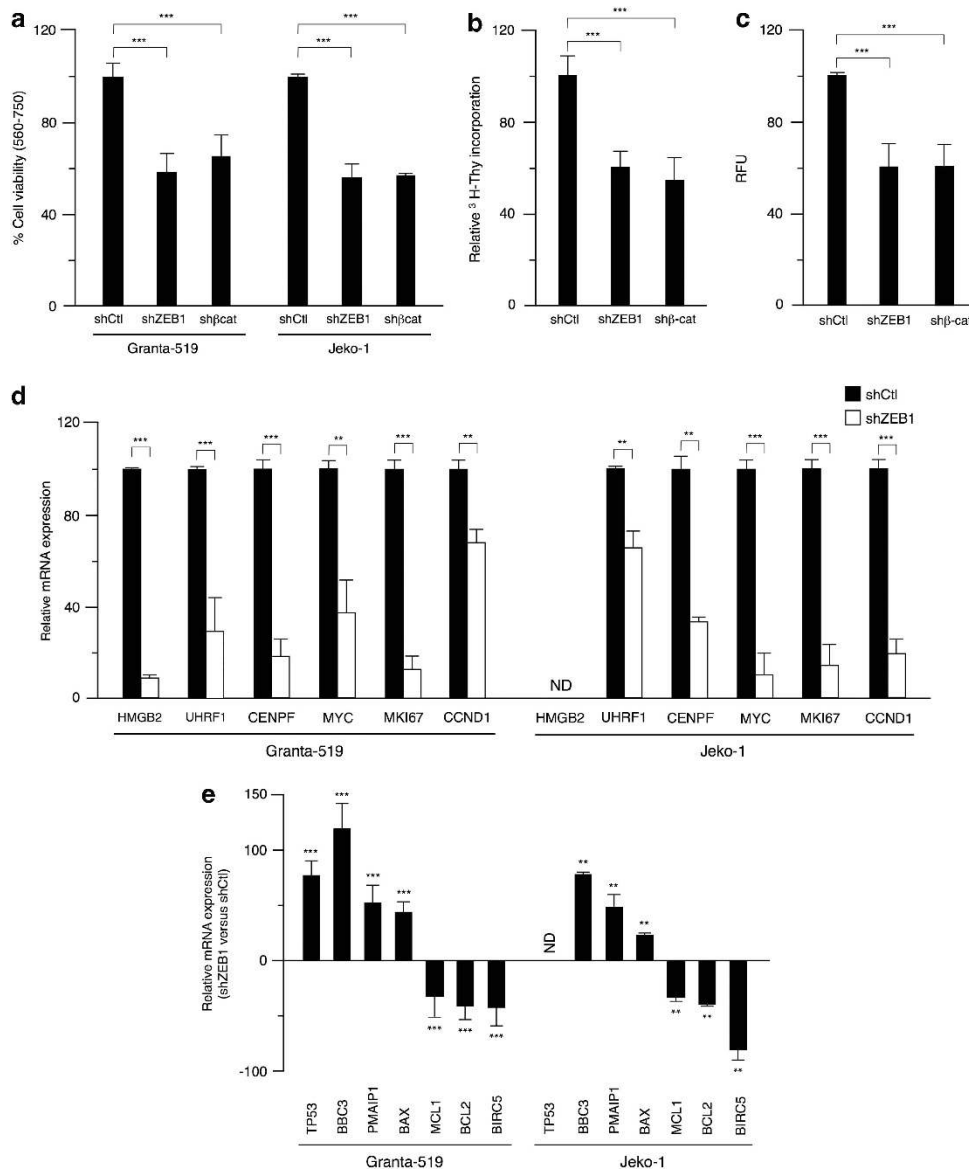 a
% Cell viability (560-750)
120
80
40
0
***
***
***
***
shCtl shZEB1 shβcat shCtl shZEB1 shβcat
Granta-519 Jeko-1
b
Relative ³ H-Thy incorporation
120
80
40
0
***
***
shCtl shZEB1 shβ-cat
c
RFU
120
80
40
0
***
***
shCtl shZEB1 shβ-cat
d
shCtl
shZEB1
Relative mRNA expression
120
80
40
0
*** *** *** ** *** ** ** ** *** *** ***
ND
HMGB2 UHRF1 CENPF MYC MKI67 CCND1 HMGB2 UHRF1 CENPF MYC MKI67 CCND1
Granta-519 Jeko-1
e
Relative mRNA expression
(shZEB1 versus shCtl)
150
100
50
0
-100
*** *** *** *** *** *** ***
ND ** ** ** ** ** **
TP53 BBC3 PMAIP1 BAX MCL1 BCL2 BIRC5 TP53 BBC3 PMAIP1 BAX MCL1 BCL2 BIRC5
Granta-519 Jeko-1